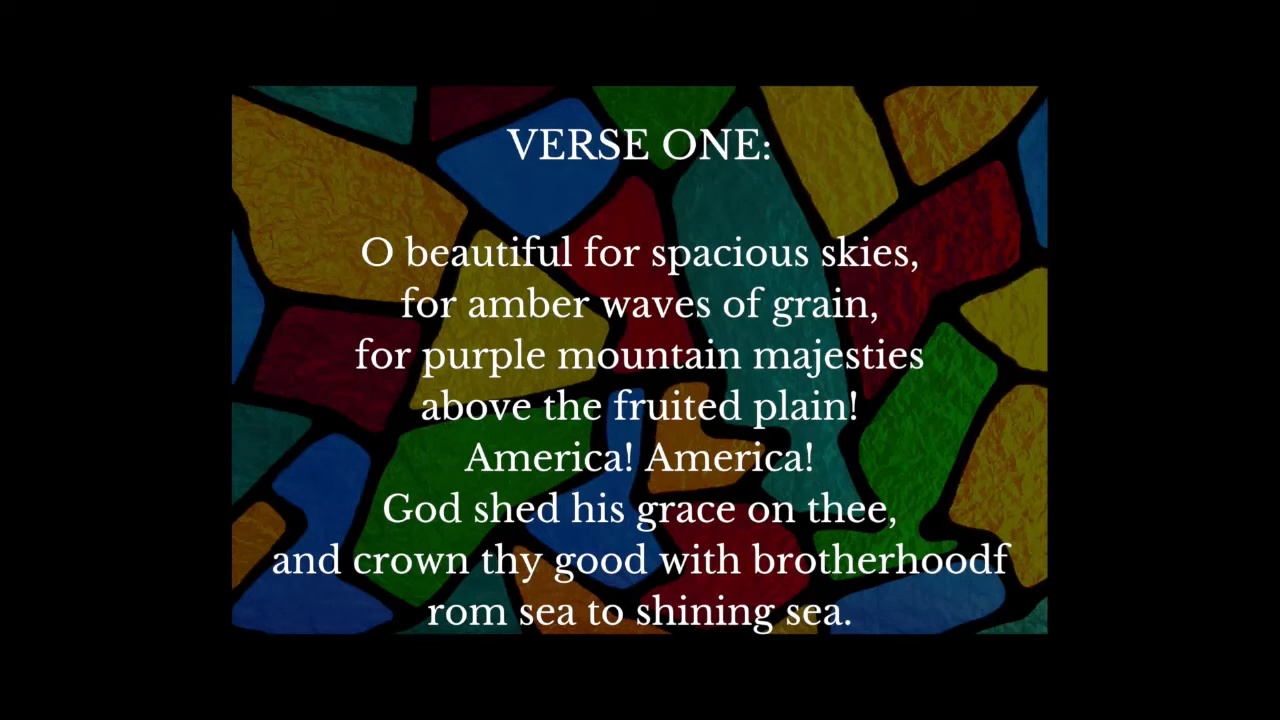 VERSE ONE:
O beautiful for spacious skies,
for amber waves of grain,
for purple mountain majesties
above the fruited plain!
America! America!
God shed his grace on thee,
and crown thy good with brotherhoodf
rom sea to shining sea.